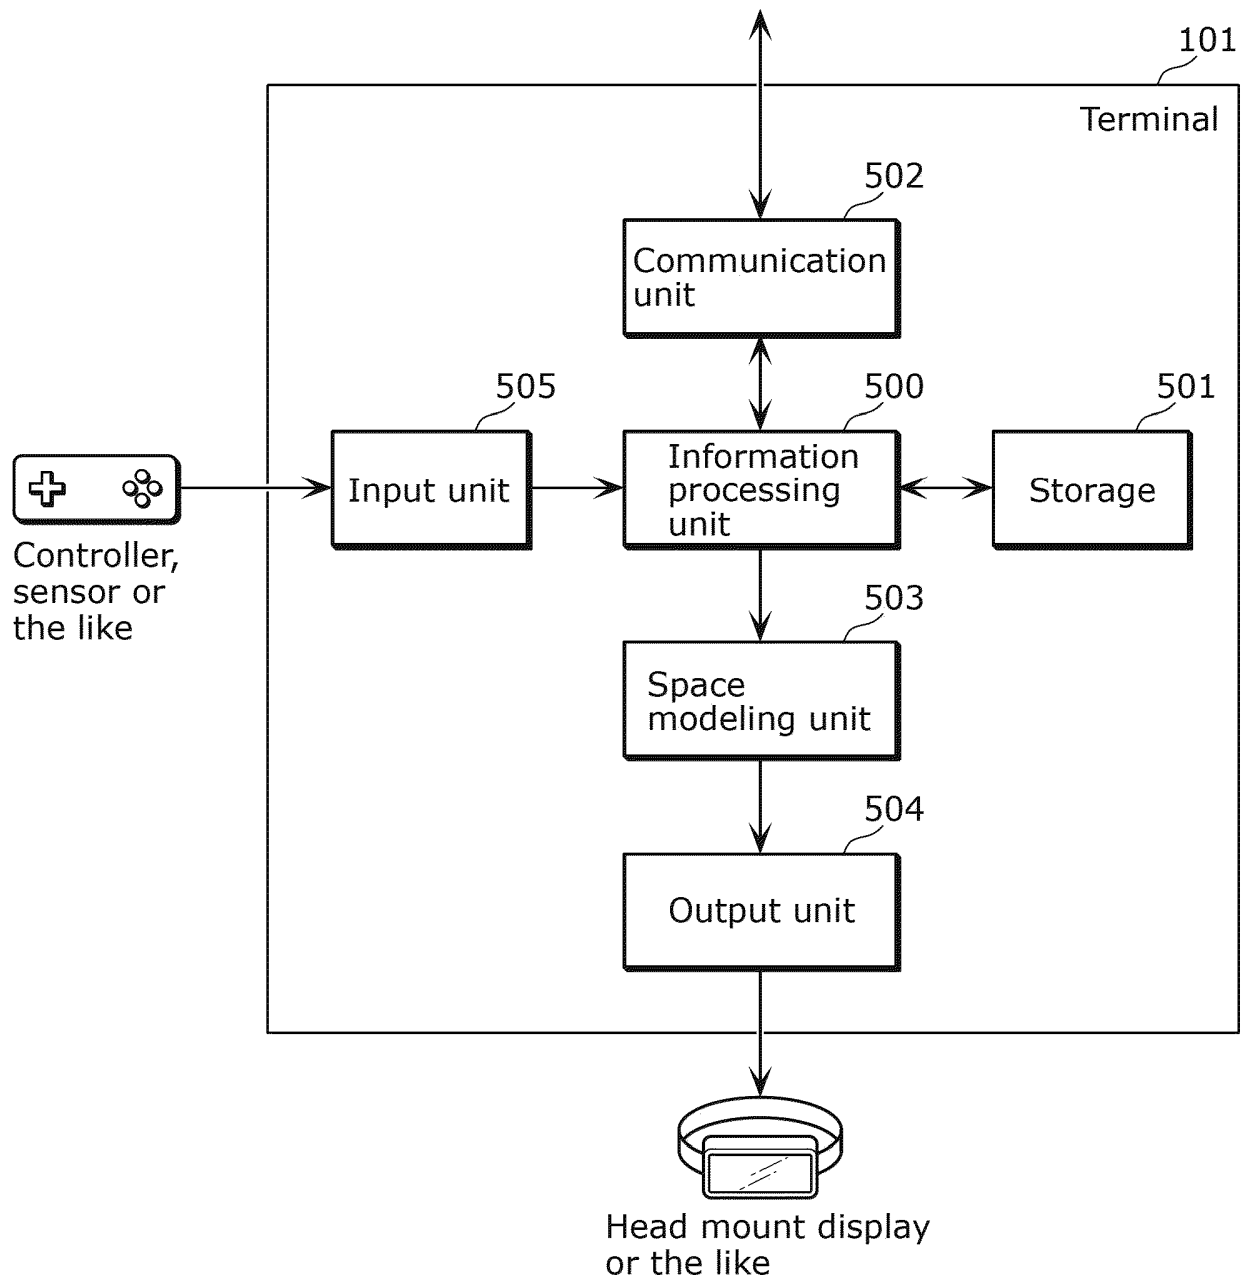 101
Terminal
502
Communication
unit
505
500
501
Input unit
Information
processing
unit
Storage
Controller,
sensor or
the like
503
Space
modeling unit
504
Output unit
Head mount display
or the like